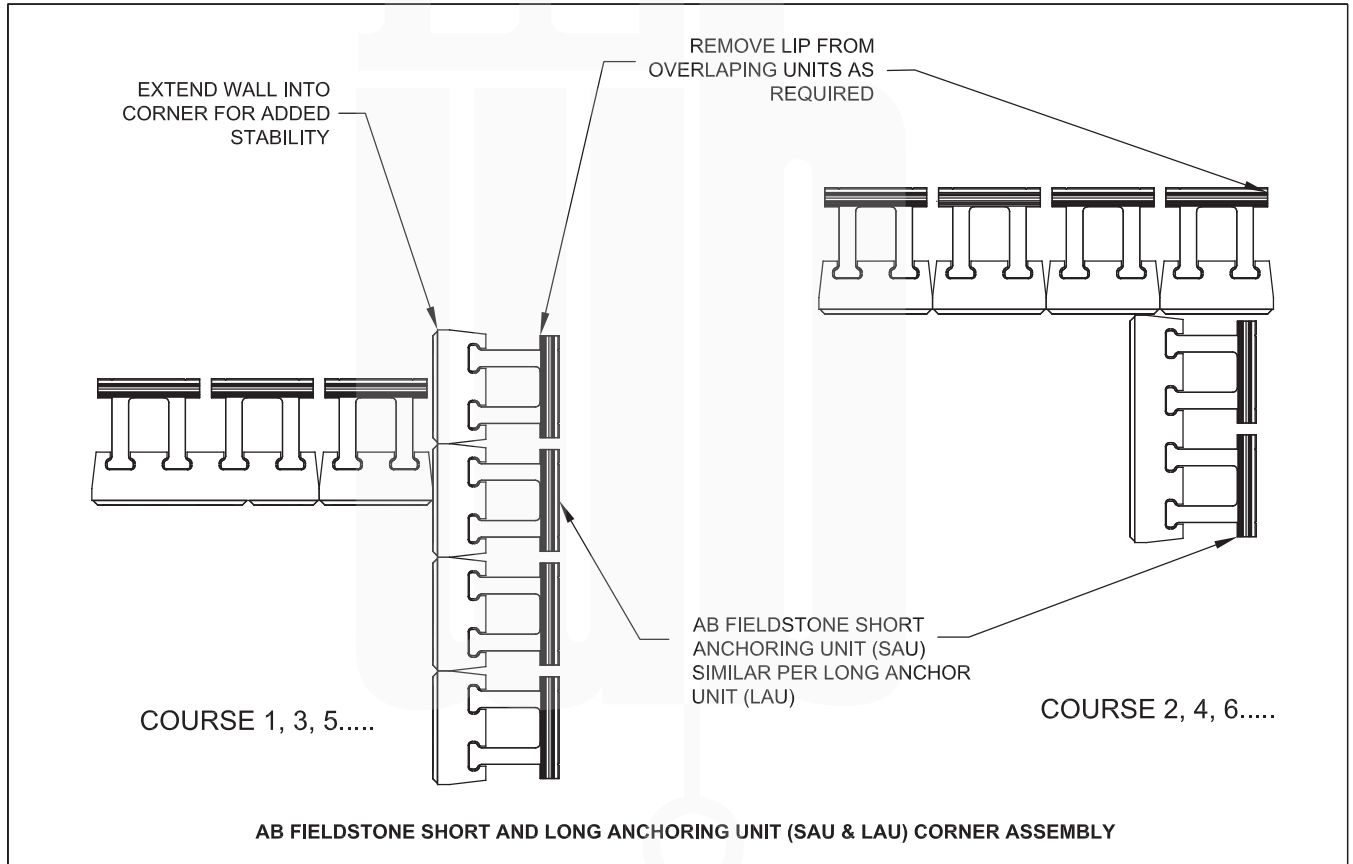 EXTEND WALL INTO
CORNER FOR ADDED
STABILITY
REMOVE LIP FROM
OVERLAPING UNITS AS
REQUIRED
AB FIELDSTONE SHORT
ANCHORING UNIT (SAU)
SIMILAR PER LONG ANCHOR
UNIT (LAU)
COURSE 1, 3, 5.....
COURSE 2, 4, 6.....
AB FIELDSTONE SHORT AND LONG ANCHORING UNIT (SAU & LAU) CORNER ASSEMBLY